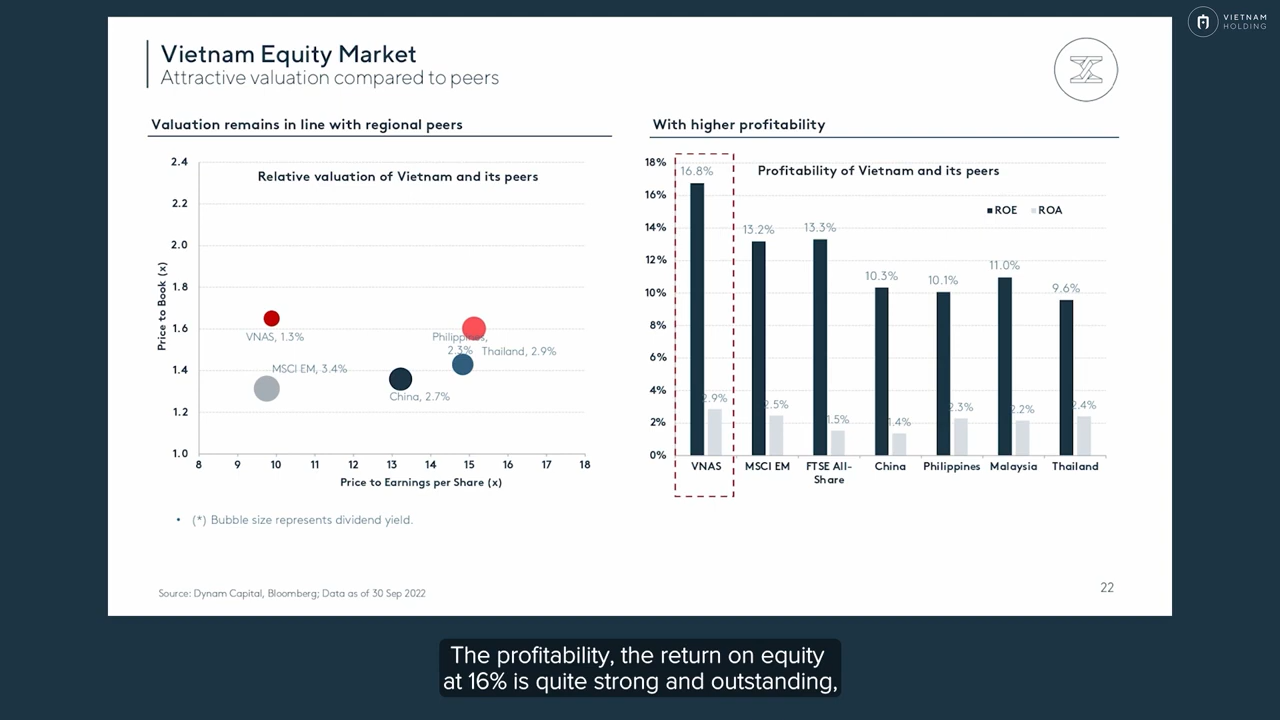 VIETNAM
HOLDING
Vietnam Equity Market
Attractive valuation compared to peers
Valuation remains in line with regional peers
Relative valuation of Vietnam and its peers
Price to Book (x)
2.4
2.2
2.0
1.8
1.6
1.4
1.2
1.0
VNAS, 1.3%
MSCI EM, 3.4%
China, 2.7%
Philippines,
2.3%
Thailand, 2.9%
8 9 10 11 12 13 14 15 16 17 18
Price to Earnings per Share (x)
• (*) Bubble size represents dividend yield.
With higher profitability
Profitability of Vietnam and its peers
ROE ROA
18%
16%
14%
12%
10%
8%
6%
4%
2%
0%
16.8% 13.2% 13.3% 10.3% 10.1% 11.0% 9.6%
2.9% 2.5% 1.5% 1.4% 2.3% 2.2% 2.4%
VNAS MSCI EM FTSE All- China Philippines Malaysia Thailand
Share
Source: Dynam Capital, Bloomberg; Data as of 30 Sep 2022
22
The profitability, the return on equity
at 16% is quite strong and outstanding,